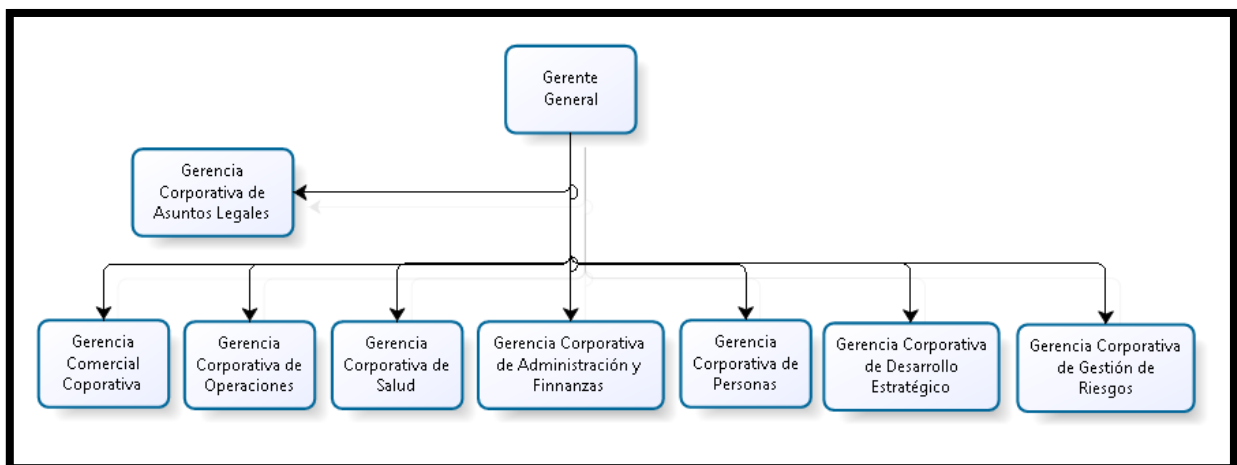 Gerente
General
Gerencia
Corporativa de
Asuntos Legales
Gerencia
Comercial
Coporativa
Gerencia
Corporativa de
Operaciones
Gerencia
Corporativa de
Salud
Gerencia Corporativa
de Administración y
Finnanzas
Gerencia
Corporativa de
Personas
Gerencia Corporativa
de Desarrollo
Estratégico
Gerencia Corporativa
de Gestión de
Riesgos